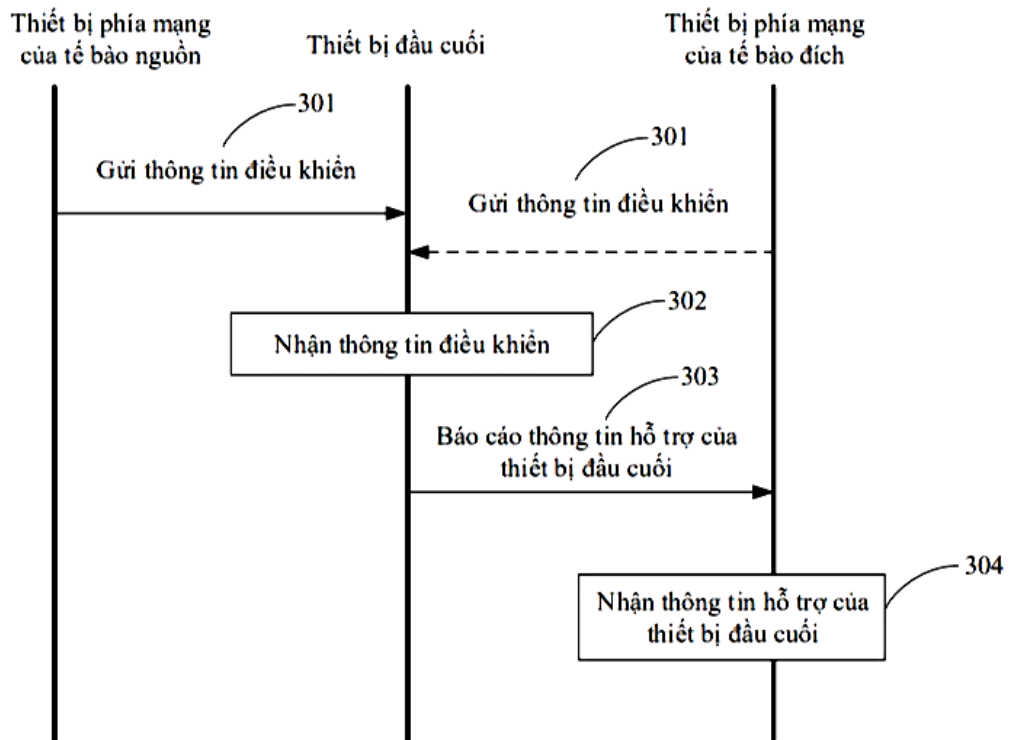 Thiết bị phía mạng
của tế bào nguồn
Thiết bị đầu cuối
Thiết bị phía mạng
của tế bào đích
301
Gửi thông tin điều khiển
301
Gửi thông tin điều khiển
302
Nhận thông tin điều khiển
303
Báo cáo thông tin hỗ trợ của
thiết bị đầu cuối
304
Nhận thông tin hỗ trợ của
thiết bị đầu cuối